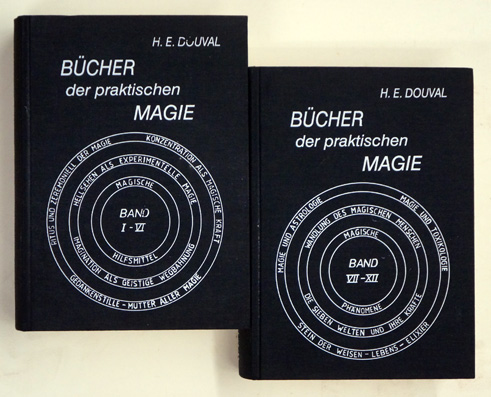 H. E. DOUVAL
BÜCHER
der praktischen
MAGIE
RITUS UND ZEREMONIELL DER MAGIE
KONZENTRATION ALS MAGISCHE KRAFT
GEDANKENSTILLE - MUTTER ALLER MAGIE
HELLSEHEN ALS EXPERIMENTELLE MAGIE
IMAGINATION ALS GEISTIGE WEGBAHNUNG
MAGISCHE
BAND
I - VI
HILFSMITTEL
H. E. DOUVAL
BÜCHER
der praktischen
MAGIE
MAGIE UND ASTROLOGIE
MAGIE UND TOXIKOLOGIE
STEIN DER WEISEN - LEBENS - ELIXIER
WANDLUNG DES MAGISCHEN MENSCHEN
DIE SIEBEN WELTEN UND IHRE KRÄFTE
MAGISCHE
BAND
VII - XII
PHÄNOMENE